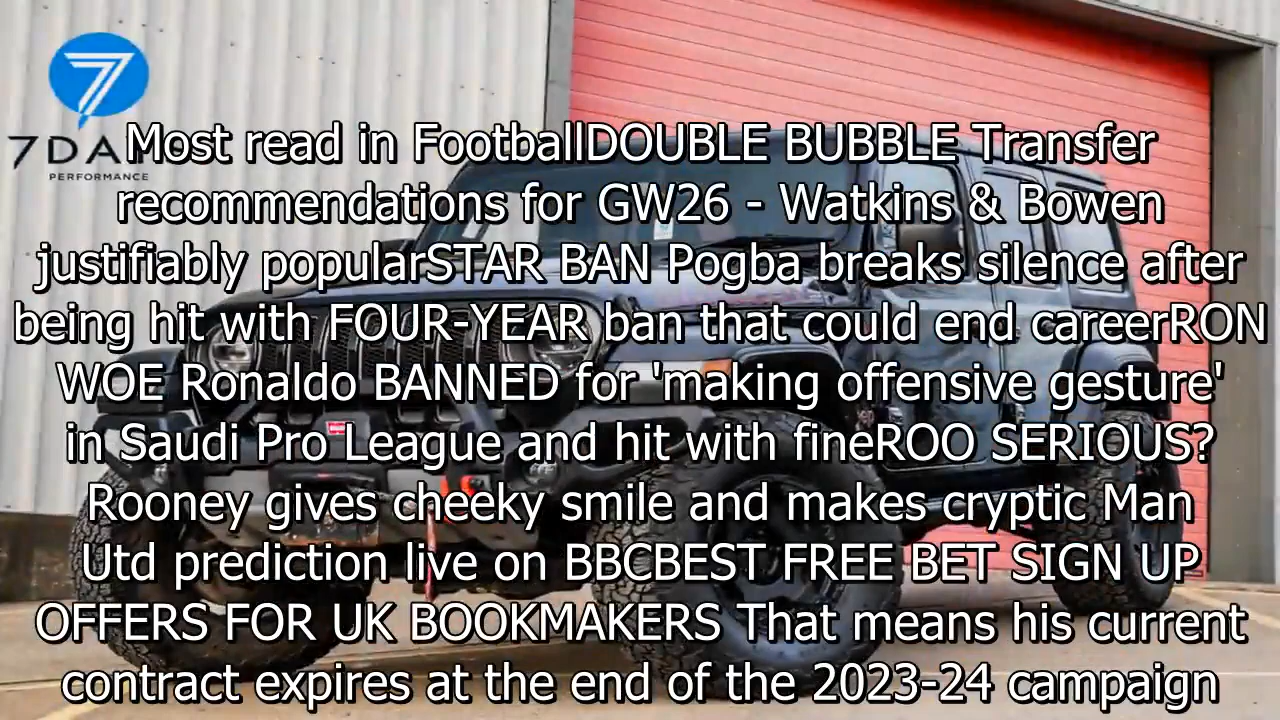 7
7 DA
PERFORMANCE
Most read in FootballDOUBLE BUBBLE Transfer
recommendations for GW26 - Watkins & Bowen
justifiably popularSTAR BAN Pogba breaks silence after
being hit with FOUR-YEAR ban that could end careerRON
WOE Ronaldo BANNED for 'making offensive gesture'
in Saudi Pro League and hit with fineROO SERIOUS?
Rooney gives cheeky smile and makes cryptic Man
Utd prediction live on BBCBEST FREE BET SIGN UP
OFFERS FOR UK BOOKMAKERS That means his current
contract expires at the end of the 2023-24 campaign